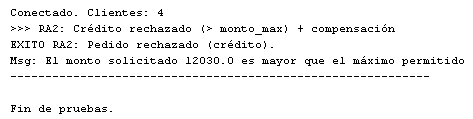 Conectado. Clientes: 4
>>> RA2: Crédito rechazado (> monto_max) + compensación
EXITO RA2: Pedido rechazado (crédito).
Msg: El monto solicitado 12030.0 es mayor que el máximo permitido
------------------------------------------------------------
Fin de pruebas.